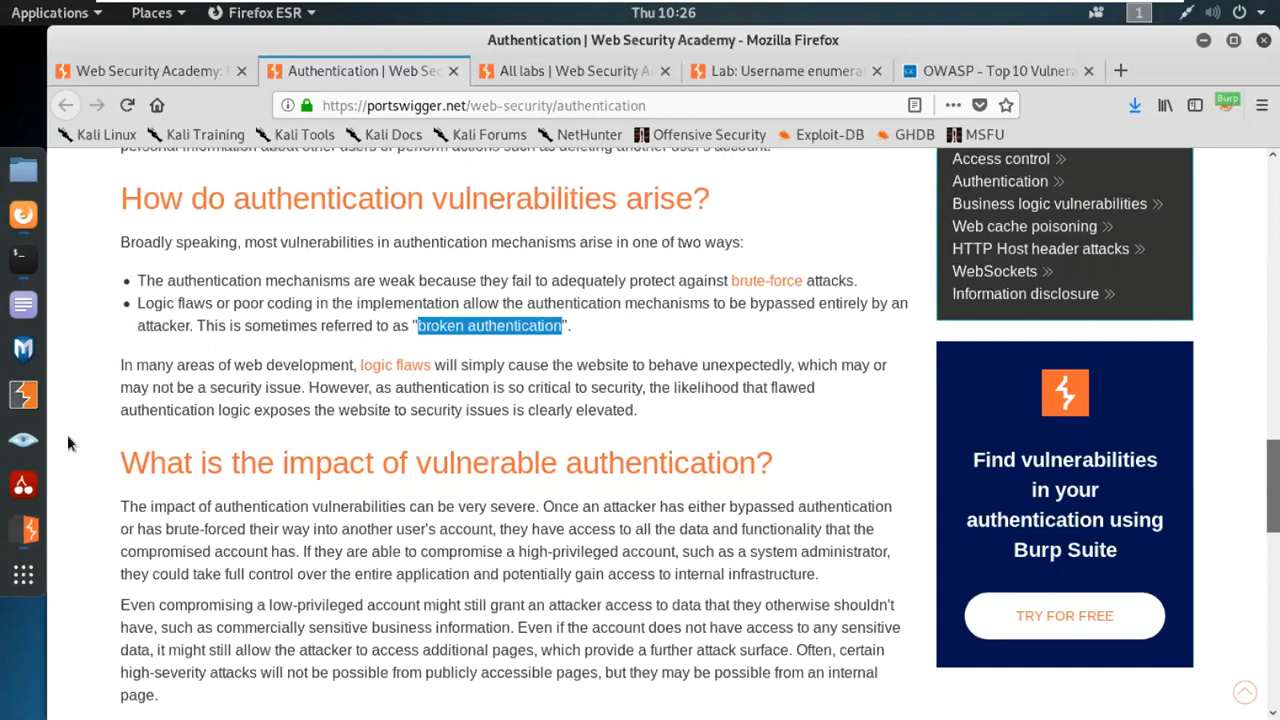 Applications Places Firefox ESR Thu 10:26 1
Authentication | Web Security Academy - Mozilla Firefox
Web Security Academy: Authentication | Web Sec All labs | Web Security A Lab: Username enumera OWASP - Top 10 Vulnera
https://portswigger.net/web-security/authentication Burp
Kali Linux Kali Training Kali Tools Kali Docs Kali Forums NetHunter Offensive Security Exploit-DB GHDB MSFU
personal information about other users or perform actions such as deleting another user's account.
How do authentication vulnerabilities arise?
Broadly speaking, most vulnerabilities in authentication mechanisms arise in one of two ways:
• The authentication mechanisms are weak because they fail to adequately protect against brute-force attacks.
• Logic flaws or poor coding in the implementation allow the authentication mechanisms to be bypassed entirely by an
attacker. This is sometimes referred to as "broken authentication".
In many areas of web development, logic flaws will simply cause the website to behave unexpectedly, which may or
may not be a security issue. However, as authentication is so critical to security, the likelihood that flawed
authentication logic exposes the website to security issues is clearly elevated.
What is the impact of vulnerable authentication?
The impact of authentication vulnerabilities can be very severe. Once an attacker has either bypassed authentication
or has brute-forced their way into another user's account, they have access to all the data and functionality that the
compromised account has. If they are able to compromise a high-privileged account, such as a system administrator,
they could take full control over the entire application and potentially gain access to internal infrastructure.
Even compromising a low-privileged account might still grant an attacker access to data that they otherwise shouldn't
have, such as commercially sensitive business information. Even if the account does not have access to any sensitive
data, it might still allow the attacker to access additional pages, which provide a further attack surface. Often, certain
high-severity attacks will not be possible from publicly accessible pages, but they may be possible from an internal
page.
Access control »
Authentication »
Business logic vulnerabilities »
Web cache poisoning »
HTTP Host header attacks »
WebSockets »
Information disclosure »
Find vulnerabilities
in your
authentication using
Burp Suite
TRY FOR FREE